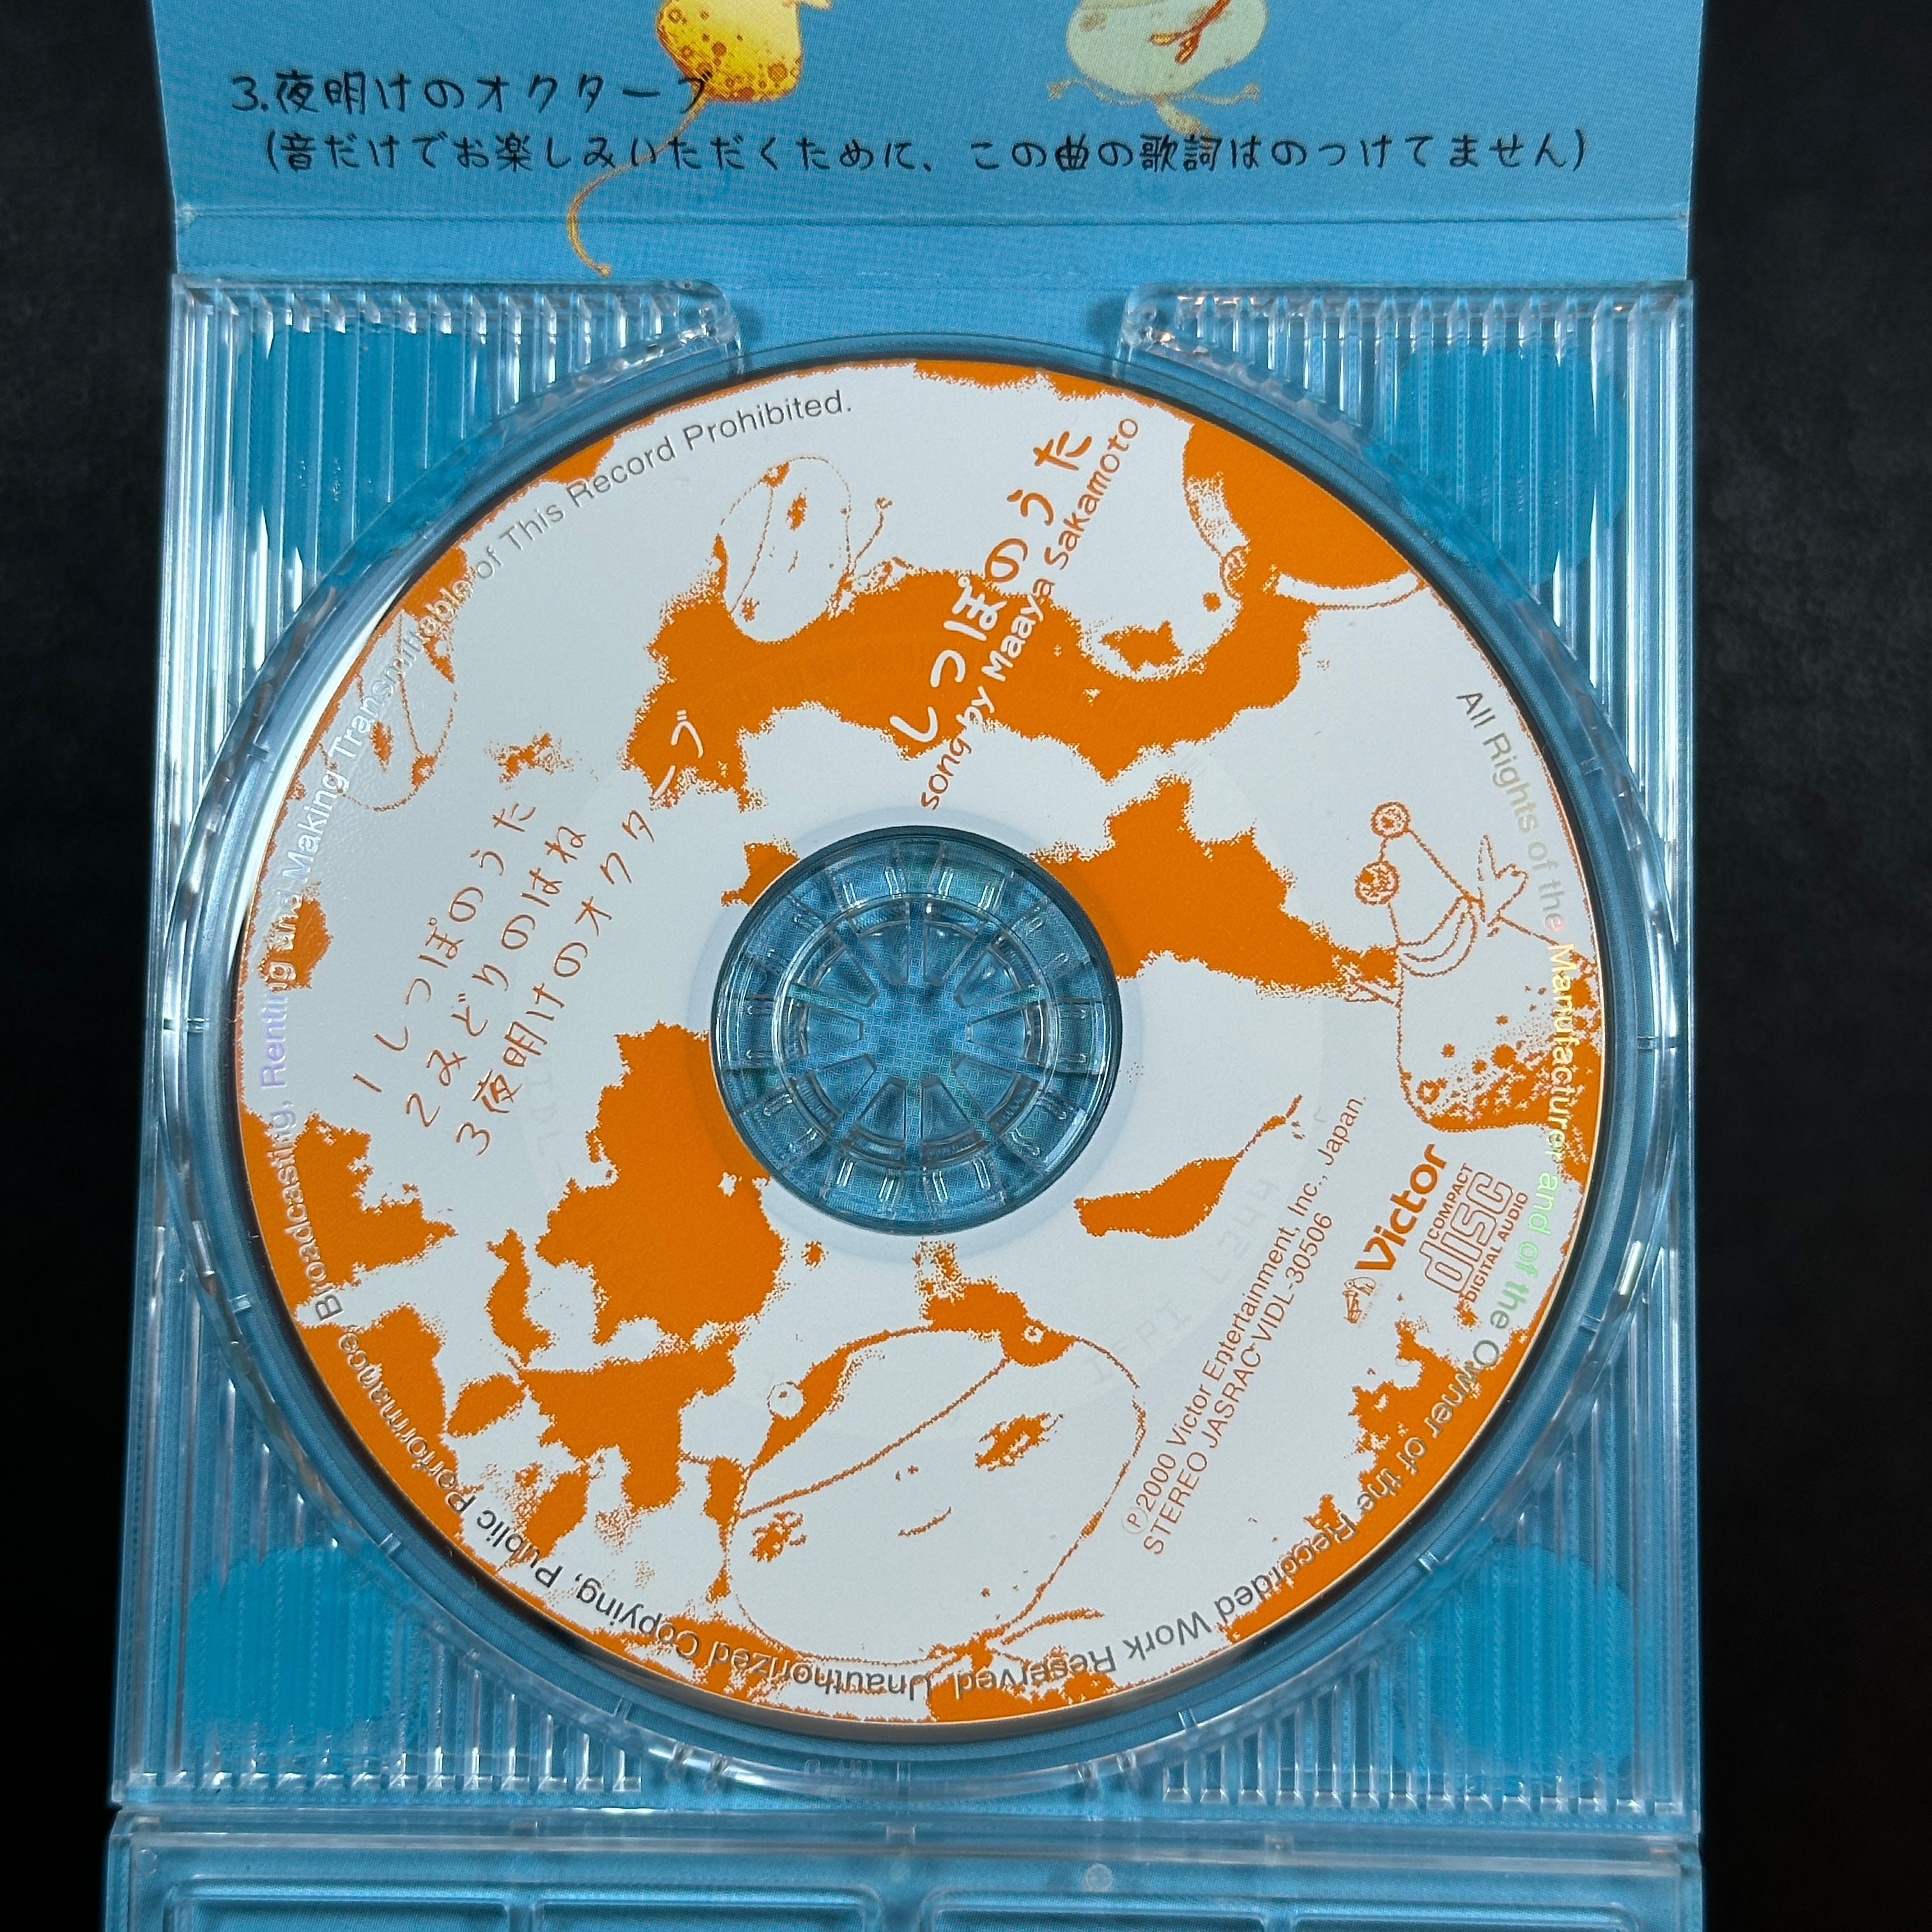 3.夜明けのオクターブ
(音だけでお楽しみいただくために、この曲の歌詞はのっけてません)
しっぽのうた
song by Maaya Sakamoto
1 しっぽのうた
2 みどりのはね
3 夜明けのオクターブ
Victor
COMPACT
disc
DIGITAL AUDIO
Ⓟ2000 Victor Entertainment, Inc., Japan.
STEREO JASRAC VIDL-30506
All Rights of the Manufacturer and of the Owner of the Recorded Work Reserved. Unauthorized Copying, Public Performance, Broadcasting, Renting and Making Transmittable of This Record Prohibited.